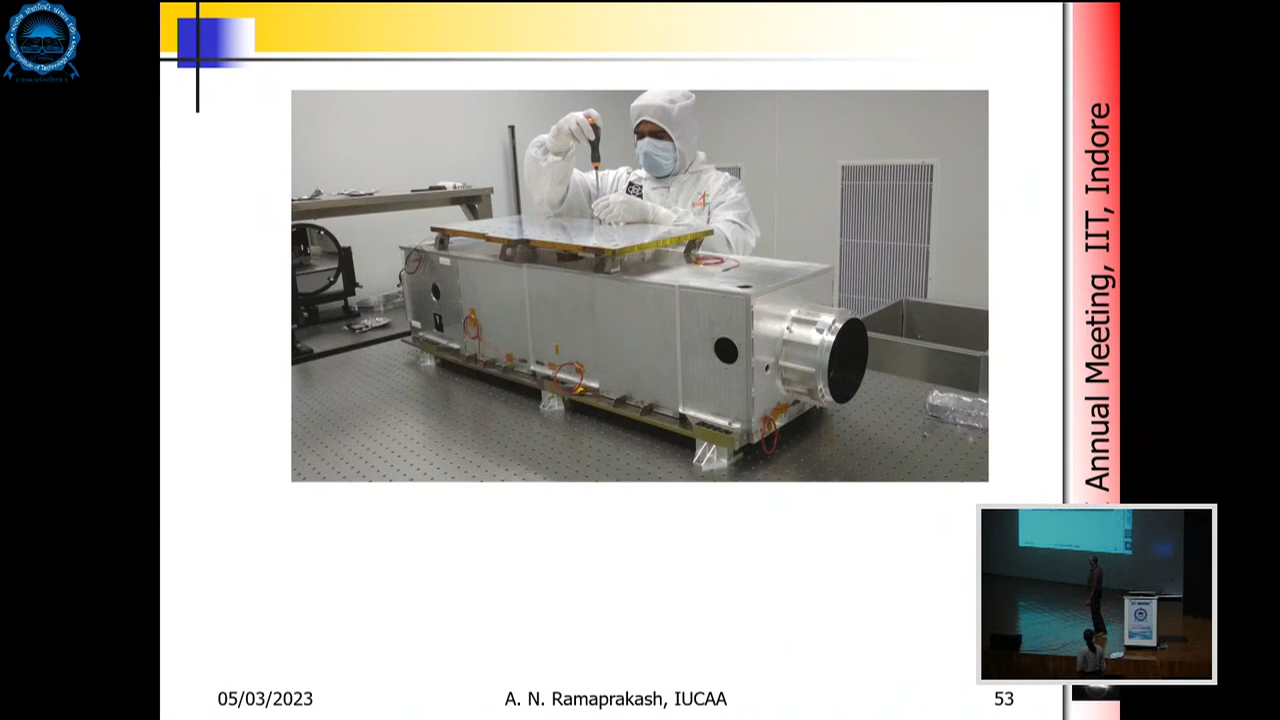 Annual Meeting, IIT, Indore
05/03/2023
A. N. Ramaprakash, IUCAA
53